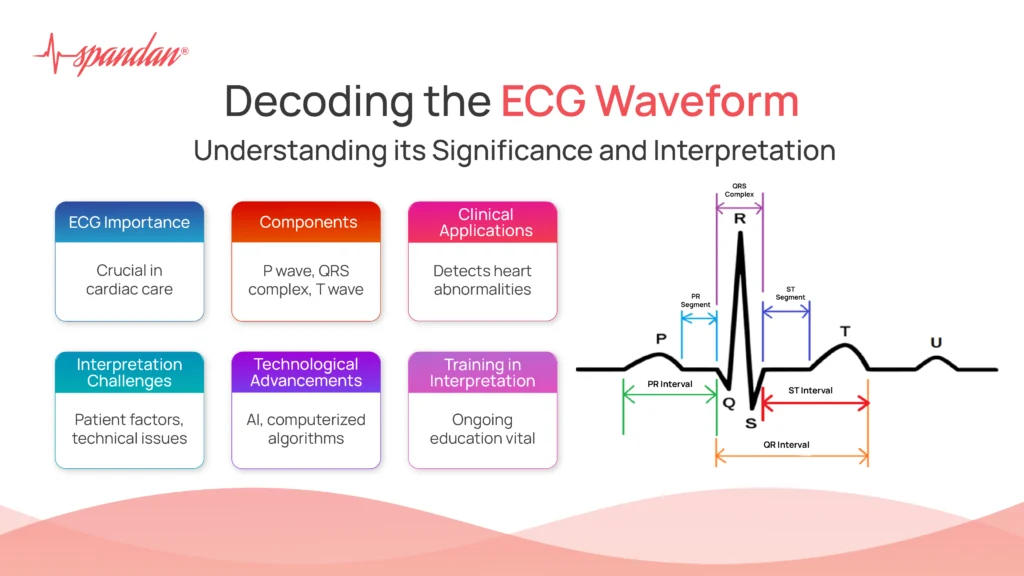 spandan®
Decoding the ECG Waveform
Understanding its Significance and Interpretation
ECG Importance
Crucial in
cardiac care
Components
P wave, QRS
complex, T wave
Clinical
Applications
Detects heart
abnormalities
Interpretation
Challenges
Patient factors,
technical issues
Technological
Advancements
AI, computerized
algorithms
Training in
Interpretation
Ongoing
education vital
QRS
Complex
R
PR
Segment
ST
Segment
P
T
U
PR Interval
Q
ST Interval
S
QR Interval